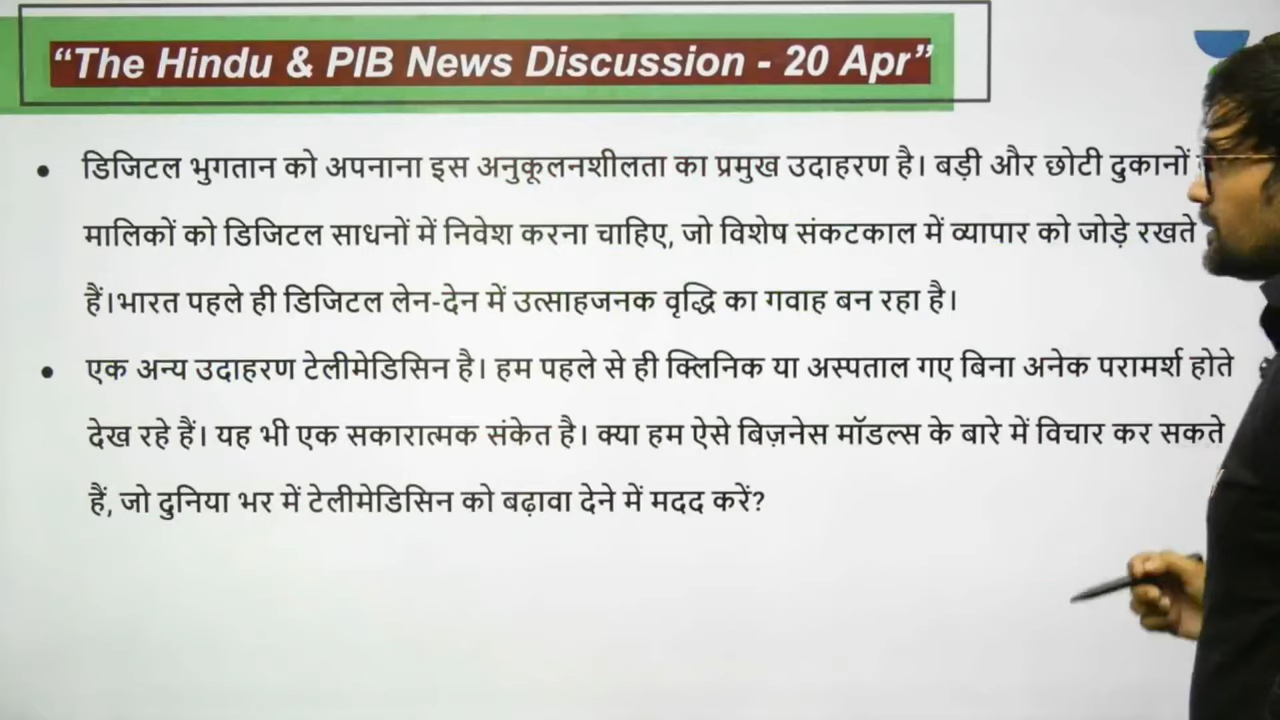 “The Hindu & PIB News Discussion - 20 Apr”
• डिजिटल भुगतान को अपनाना इस अनुकूलनशीलता का प्रमुख उदाहरण है। बड़ी और छोटी दुकानों
मालिकों को डिजिटल साधनों में निवेश करना चाहिए, जो विशेष संकटकाल में व्यापार को जोड़े रखते
हैं।भारत पहले ही डिजिटल लेन-देन में उत्साहजनक वृद्धि का गवाह बन रहा है।
• एक अन्य उदाहरण टेलीमेडिसिन है। हम पहले से ही क्लिनिक या अस्पताल गए बिना अनेक परामर्श होते
देख रहे हैं। यह भी एक सकारात्मक संकेत है। क्या हम ऐसे बिज़नेस मॉडल्स के बारे में विचार कर सकते
हैं, जो दुनिया भर में टेलीमेडिसिन को बढ़ावा देने में मदद करें?